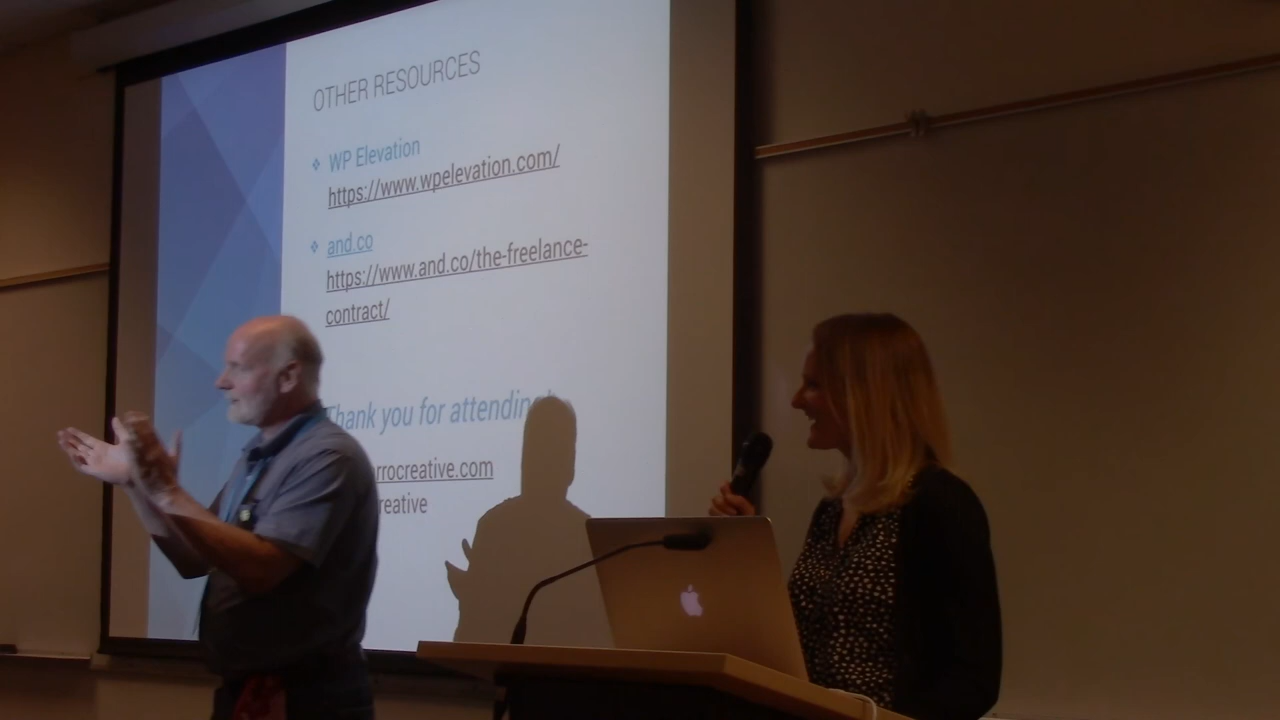 OTHER RESOURCES
WP Elevation
https://www.wpelevation.com/
and.co
https://www.and.co/the-freelance-
contract/
Thank you for attending
rrocreative.com
reative